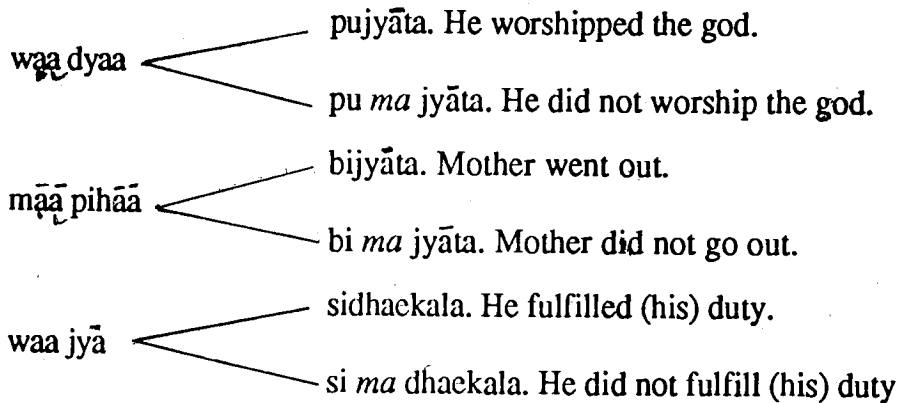 pujyāta. He worshipped the god.
wa̰a̰ dyaa
pu ma jyāta. He did not worship the god.
bijyāta. Mother went out.
mā̰ā̰ pihāā
bi ma jyāta. Mother did not go out.
sidhaekala. He fulfilled (his) duty.
waa jyā
si ma dhaekala. He did not fulfill (his) duty